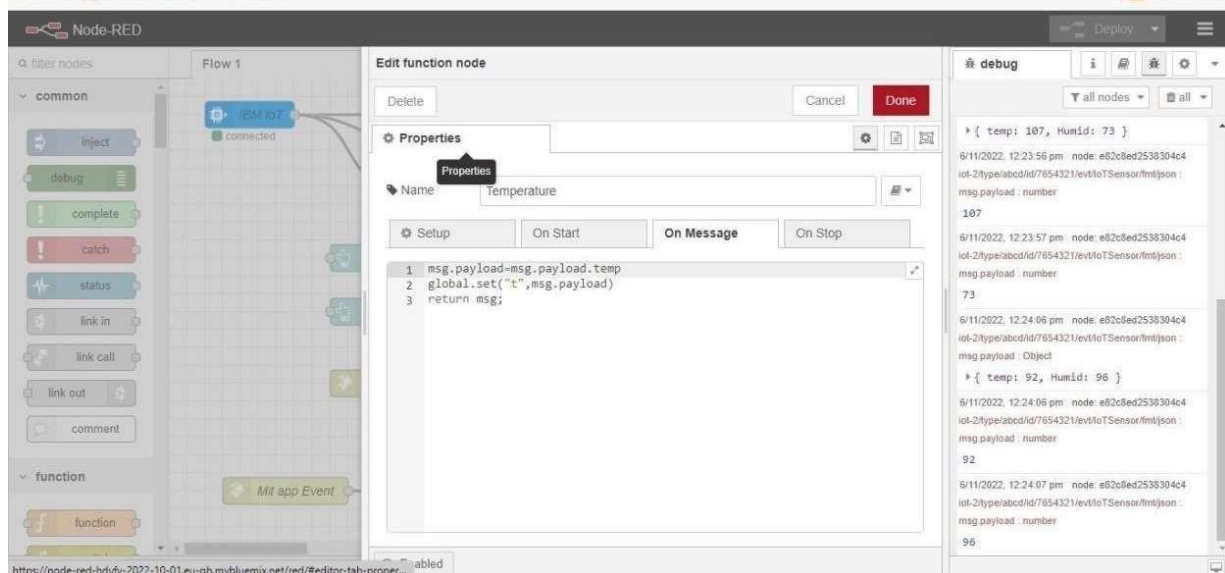 Node-RED
Deploy
filter nodes
common
inject
debug
complete
catch
status
link in
link call
link out
comment
function
function
Flow 1
IBM IoT
connected
Mit app Event
Edit function node
Delete
Cancel
Done
Properties
Properties
Name
Temperature
Setup
On Start
On Message
On Stop
1 msg.payload=msg.payload.temp
2 global.set("t",msg.payload)
3 return msg;
debug
all nodes
all
{ temp: 107, Humid: 73 }
6/11/2022, 12:23:56 pm node: e82c8ed2538304c4
iot-2/type/abcd/id/7654321/evt/IoTSensor/fmt/json :
msg.payload : number
107
6/11/2022, 12:23:57 pm node: e82c8ed2538304c4
iot-2/type/abcd/id/7654321/evt/IoTSensor/fmt/json :
msg.payload : number
73
6/11/2022, 12:24:06 pm node: e82c8ed2538304c4
iot-2/type/abcd/id/7654321/evt/IoTSensor/fmt/json :
msg.payload : Object
{ temp: 92, Humid: 96 }
6/11/2022, 12:24:06 pm node: e82c8ed2538304c4
iot-2/type/abcd/id/7654321/evt/IoTSensor/fmt/json :
msg.payload : number
92
6/11/2022, 12:24:07 pm node: e82c8ed2538304c4
iot-2/type/abcd/id/7654321/evt/IoTSensor/fmt/json :
msg.payload : number
96